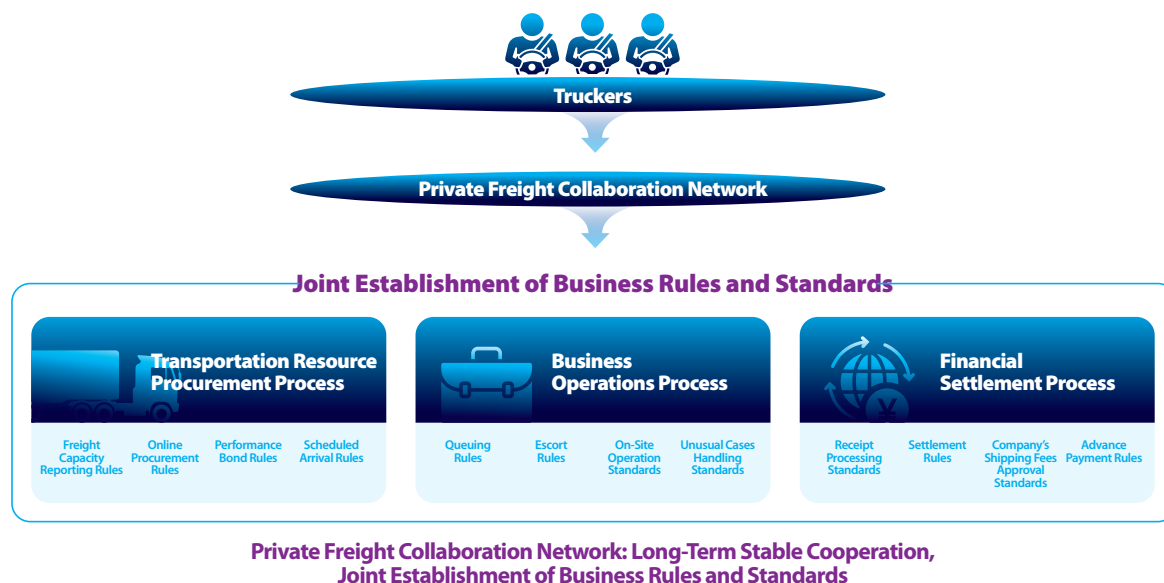 Truckers
Private Freight Collaboration Network
Joint Establishment of Business Rules and Standards
Transportation Resource
Procurement Process
Freight
Capacity
Reporting Rules
Online
Procurement
Rules
Performance
Bond Rules
Scheduled
Arrival Rules
Business
Operations Process
Queuing
Rules
Escort
Rules
On-Site
Operation
Standards
Unusual Cases
Handling
Standards
Financial
Settlement Process
¥
Receipt
Processing
Standards
Settlement
Rules
Company’s
Shipping Fees
Approval
Standards
Advance
Payment Rules
Private Freight Collaboration Network: Long-Term Stable Cooperation,
Joint Establishment of Business Rules and Standards